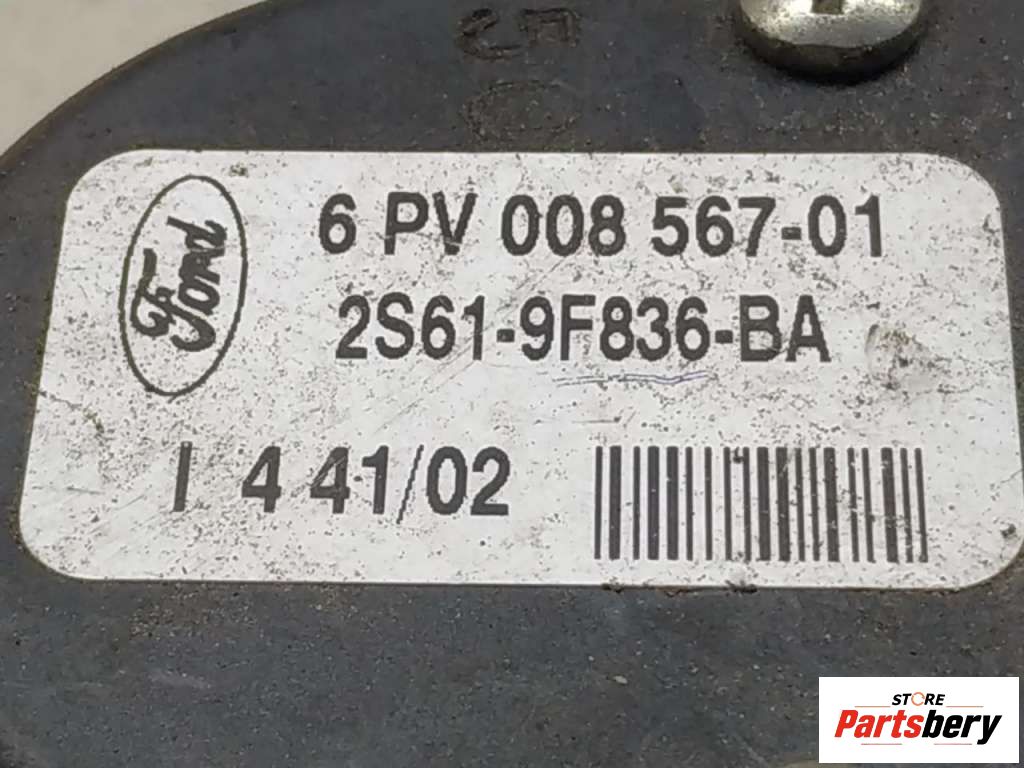 Ford
6 PV 008 567-01
2S61-9F836-BA
I 4 41/02
STORE
Partsbery